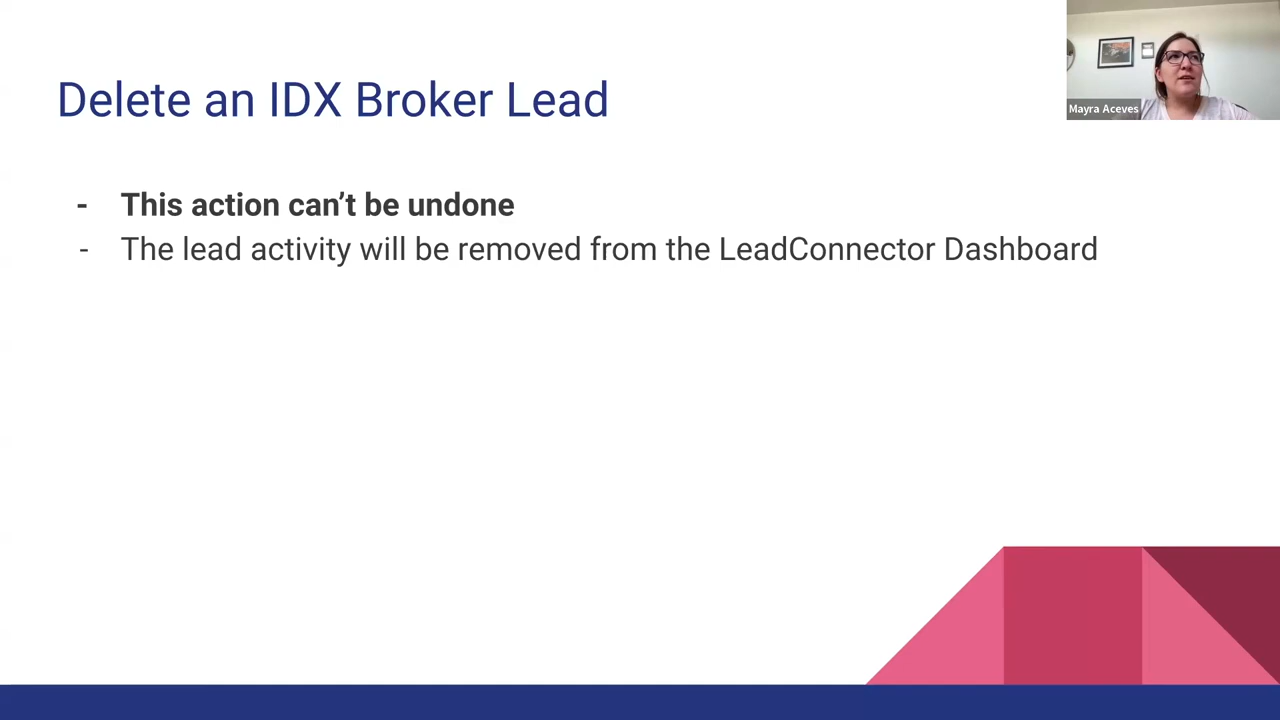 Delete an IDX Broker Lead
Mayra Aceves
- This action can’t be undone
- The lead activity will be removed from the LeadConnector Dashboard